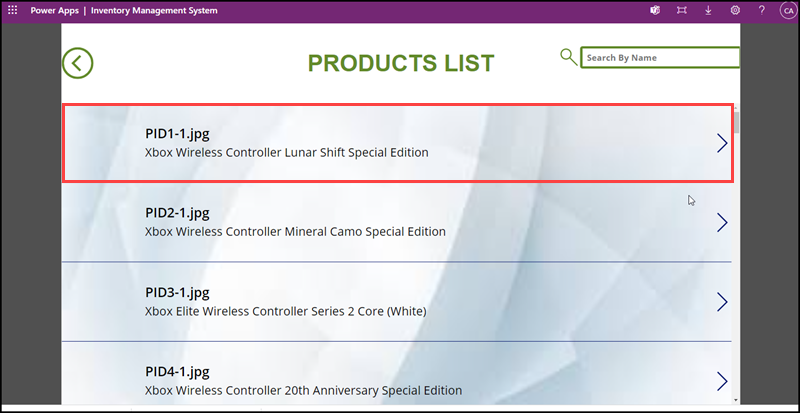 Power Apps | Inventory Management System
?
CA
PRODUCTS LIST
Search By Name
PID1-1.jpg
Xbox Wireless Controller Lunar Shift Special Edition
PID2-1.jpg
Xbox Wireless Controller Mineral Camo Special Edition
PID3-1.jpg
Xbox Elite Wireless Controller Series 2 Core (White)
PID4-1.jpg
Xbox Wireless Controller 20th Anniversary Special Edition